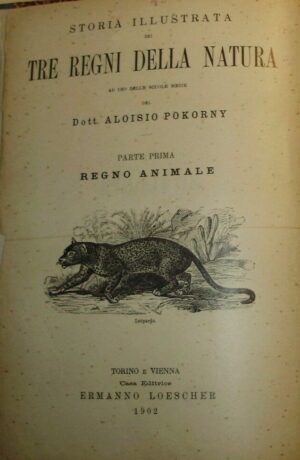 STORIA ILLUSTRATA
DEI
TRE REGNI DELLA NATURA
AD USO DELLE SCUOLE MEDIE
DEL
Dott. ALOISIO POKORNY
PARTE PRIMA
REGNO ANIMALE
Leopardo.
TORINO E VIENNA
Casa Editrice
ERMANNO LOESCHER
1902